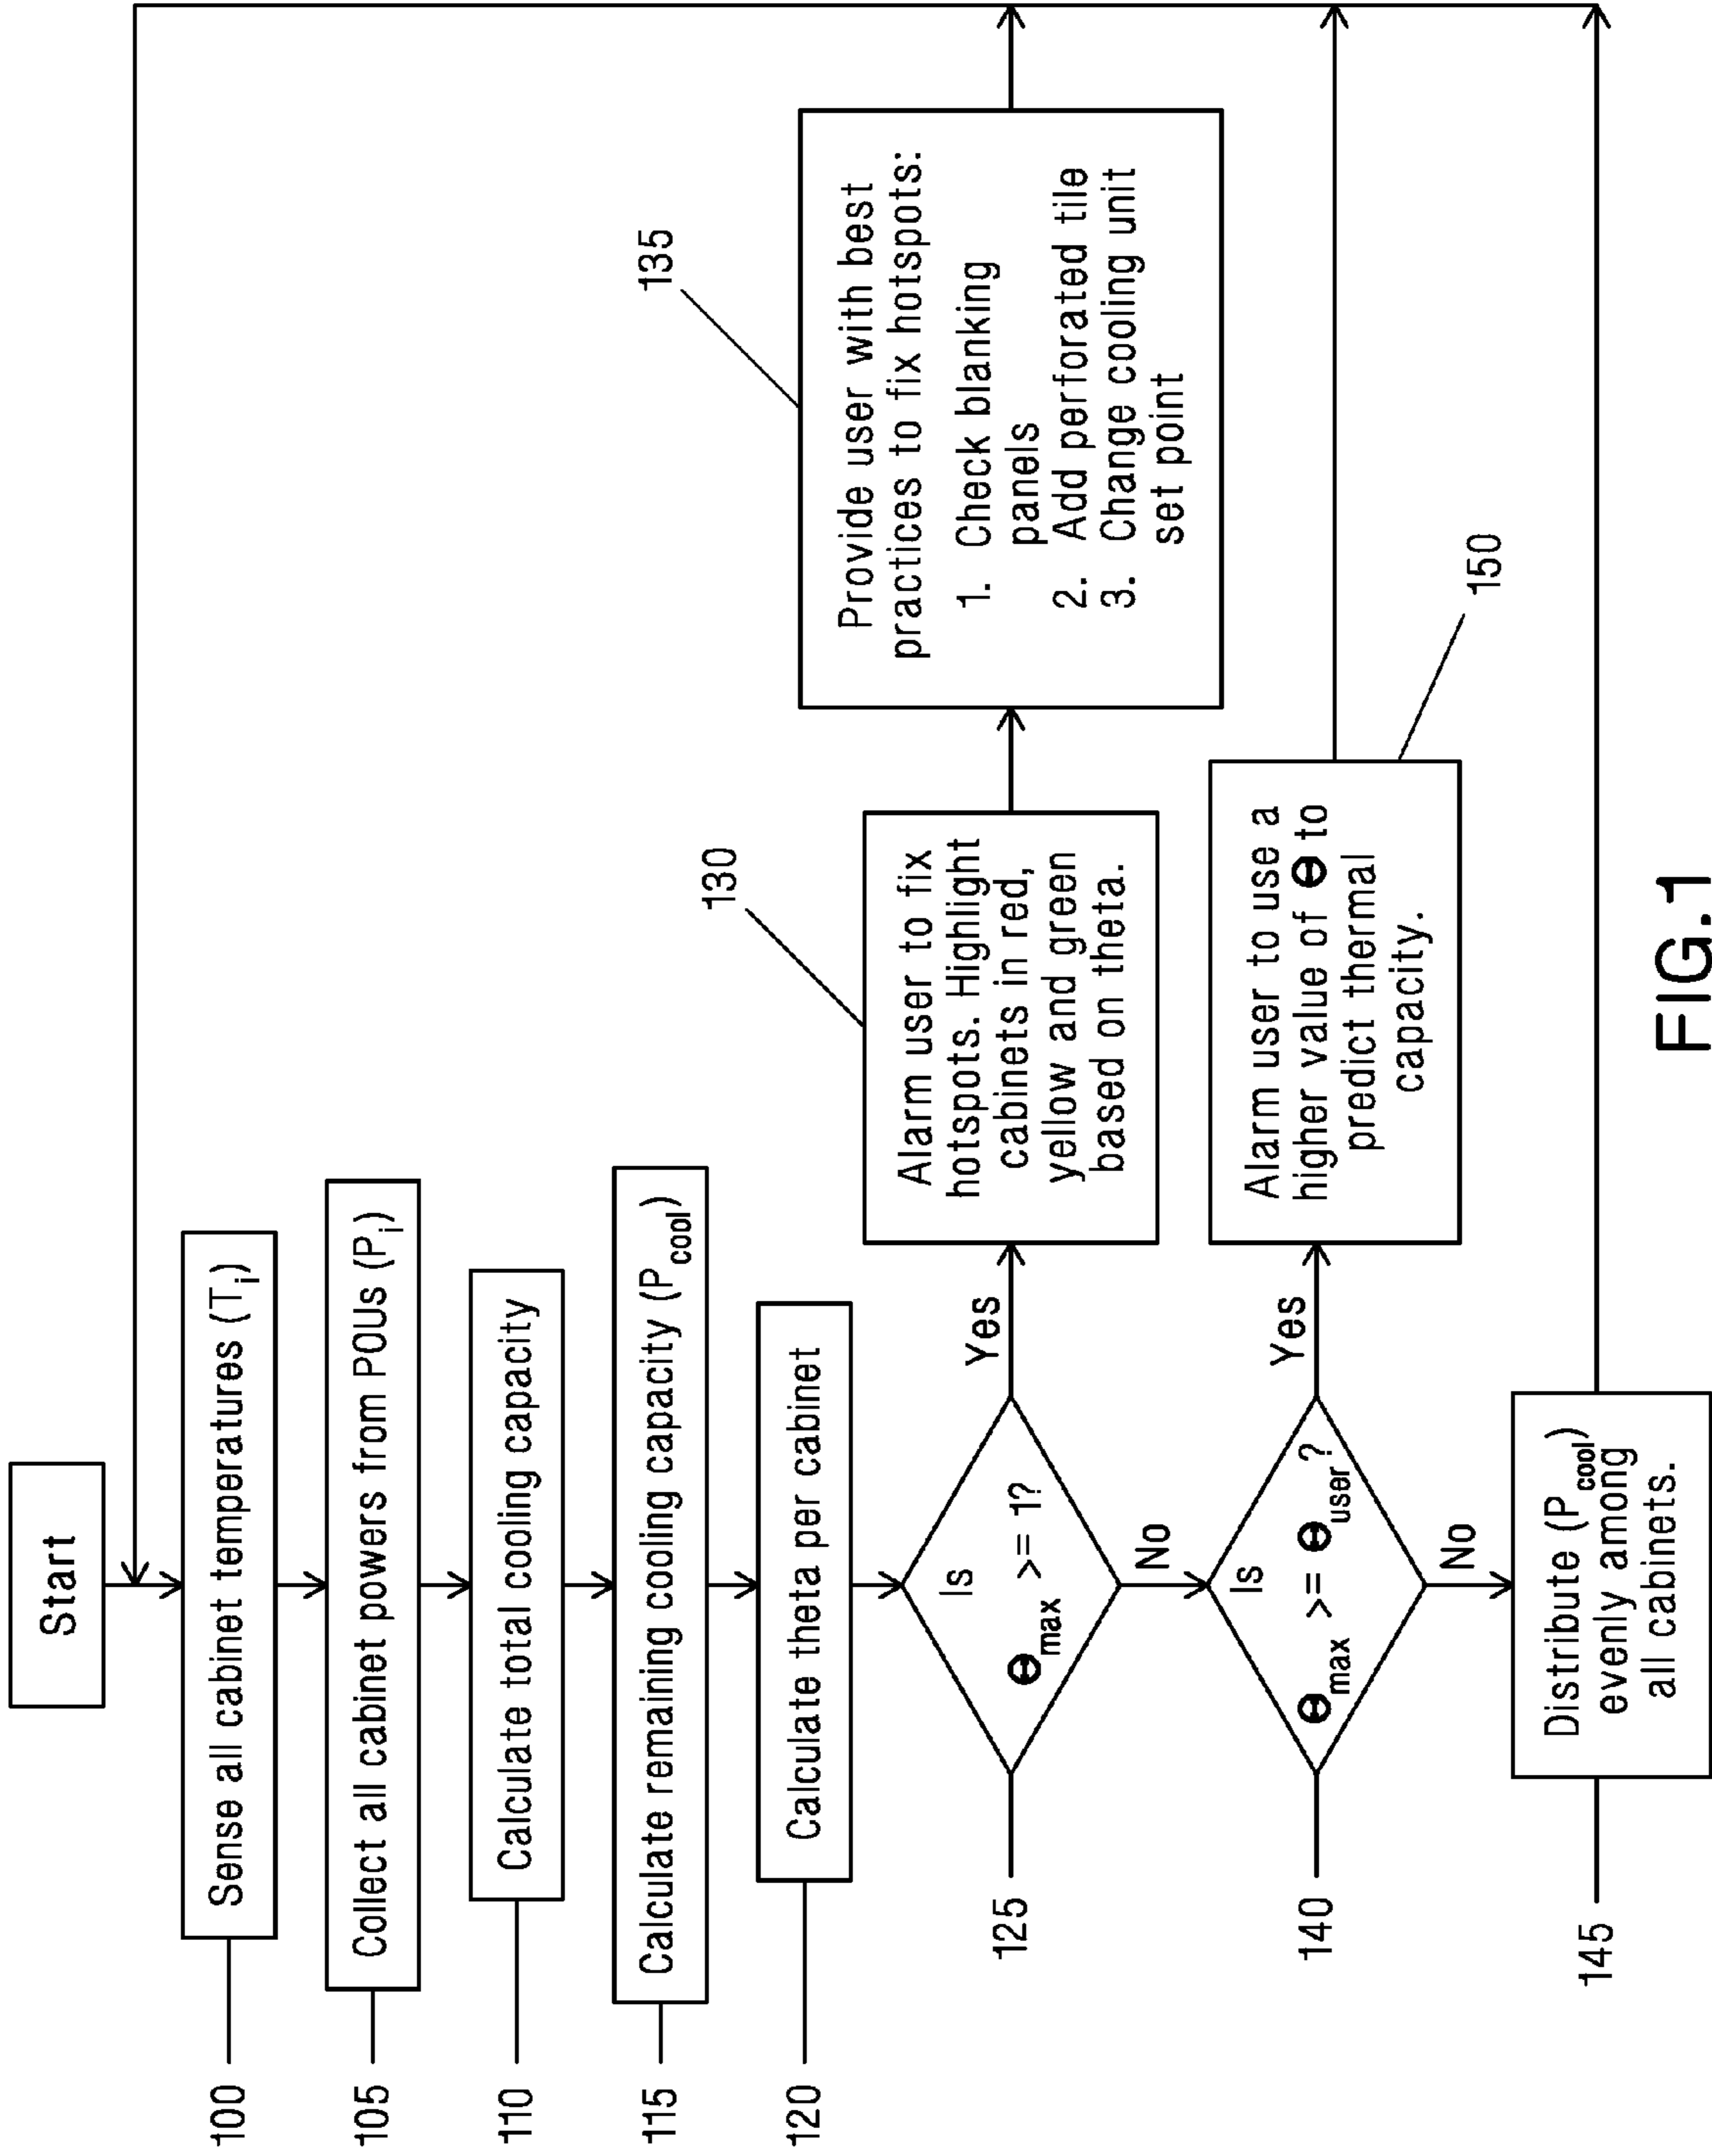 Start
100
Sense all cabinet temperatures (Ti)
105
Collect all cabinet powers from POUs (Pi)
110
Calculate total cooling capacity
115
Calculate remaining cooling capacity (Pcool)
120
Calculate theta per cabinet
125
Is
Θmax >= 1?
Yes
No
130
Alarm user to fix
hotspots. Highlight
cabinets in red,
yellow and green
based on theta.
135
Provide user with best
practices to fix hotspots:
1. Check blanking
panels
2. Add perforated tile
3. Change cooling unit
set point
140
Is
Θmax >= Θuser?
Yes
No
150
Alarm user to use a
higher value of Θ to
predict thermal
capacity.
145
Distribute (Pcool)
evenly among
all cabinets.
FIG.1